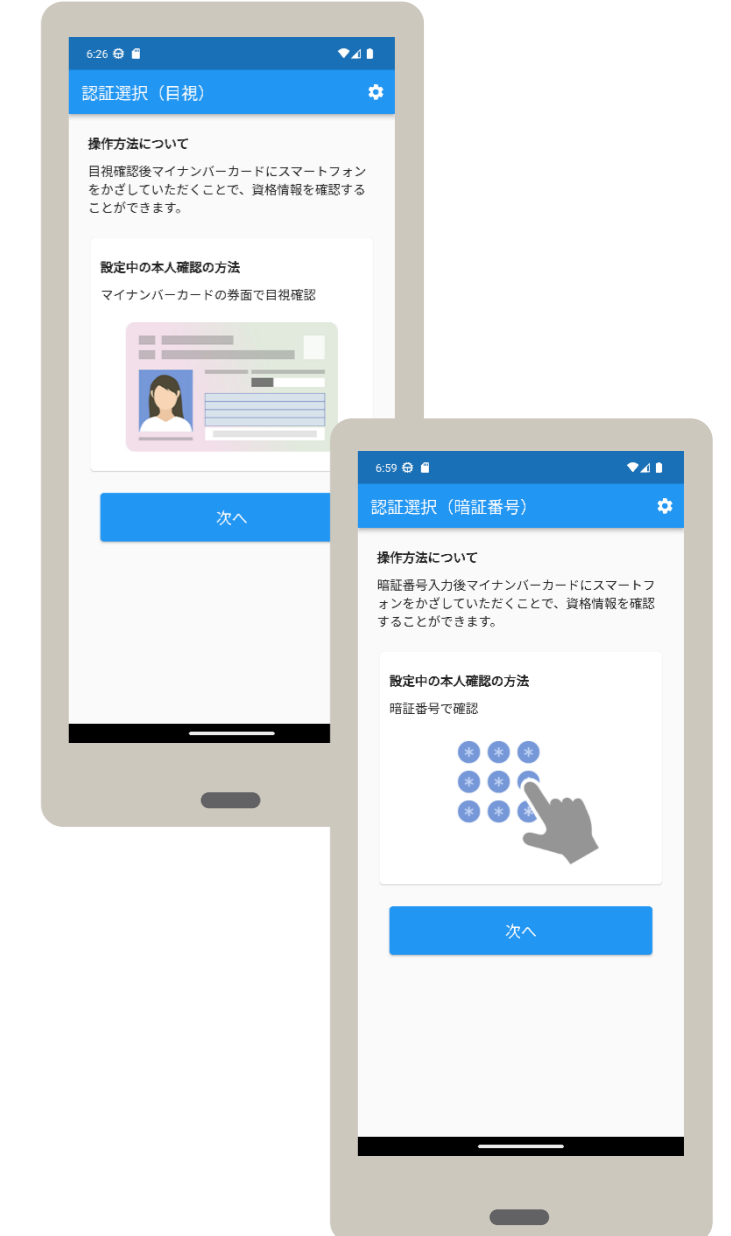 6:26
認証選択（目視）
操作方法について
目視確認後マイナンバーカードにスマートフォン
をかざしていただくことで、資格情報を確認する
ことができます。
設定中の本人確認の方法
マイナンバーカードの券面で目視確認
次へ
6:59
認証選択（暗証番号）
操作方法について
暗証番号入力後マイナンバーカードにスマートフ
ォンをかざしていただくことで、資格情報を確認
することができます。
設定中の本人確認の方法
暗証番号で確認
* * *
* *
* * *
次へ